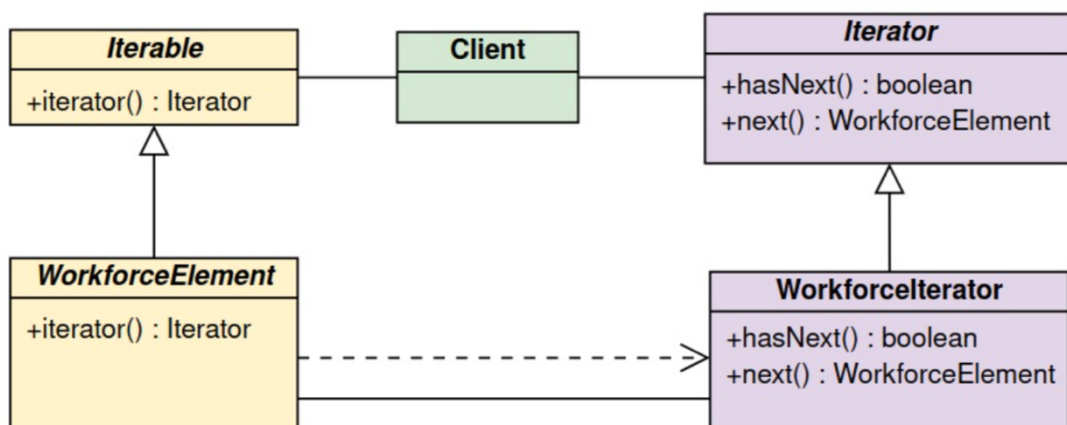 Iterable
+iterator() : Iterator
Client
Iterator
+hasNext() : boolean
+next() : WorkforceElement
WorkforceElement
+iterator() : Iterator
WorkforceIterator
+hasNext() : boolean
+next() : WorkforceElement